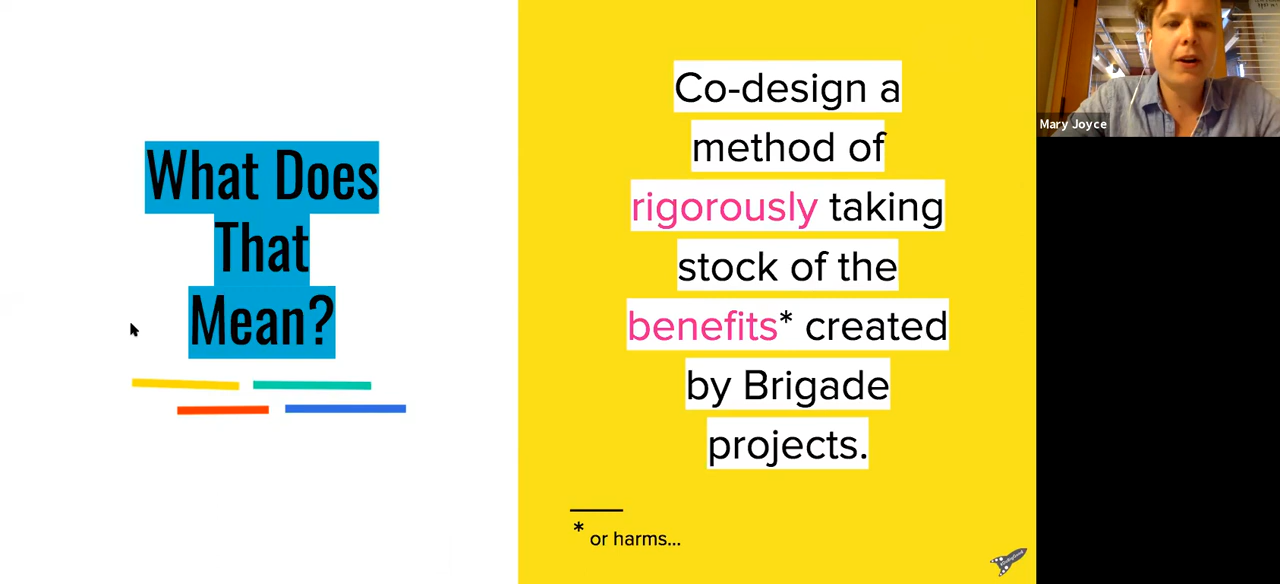 What Does
That
Mean?
Co-design a
method of
rigorously taking
stock of the
benefits* created
by Brigade
projects.
* or harms...
Mary Joyce